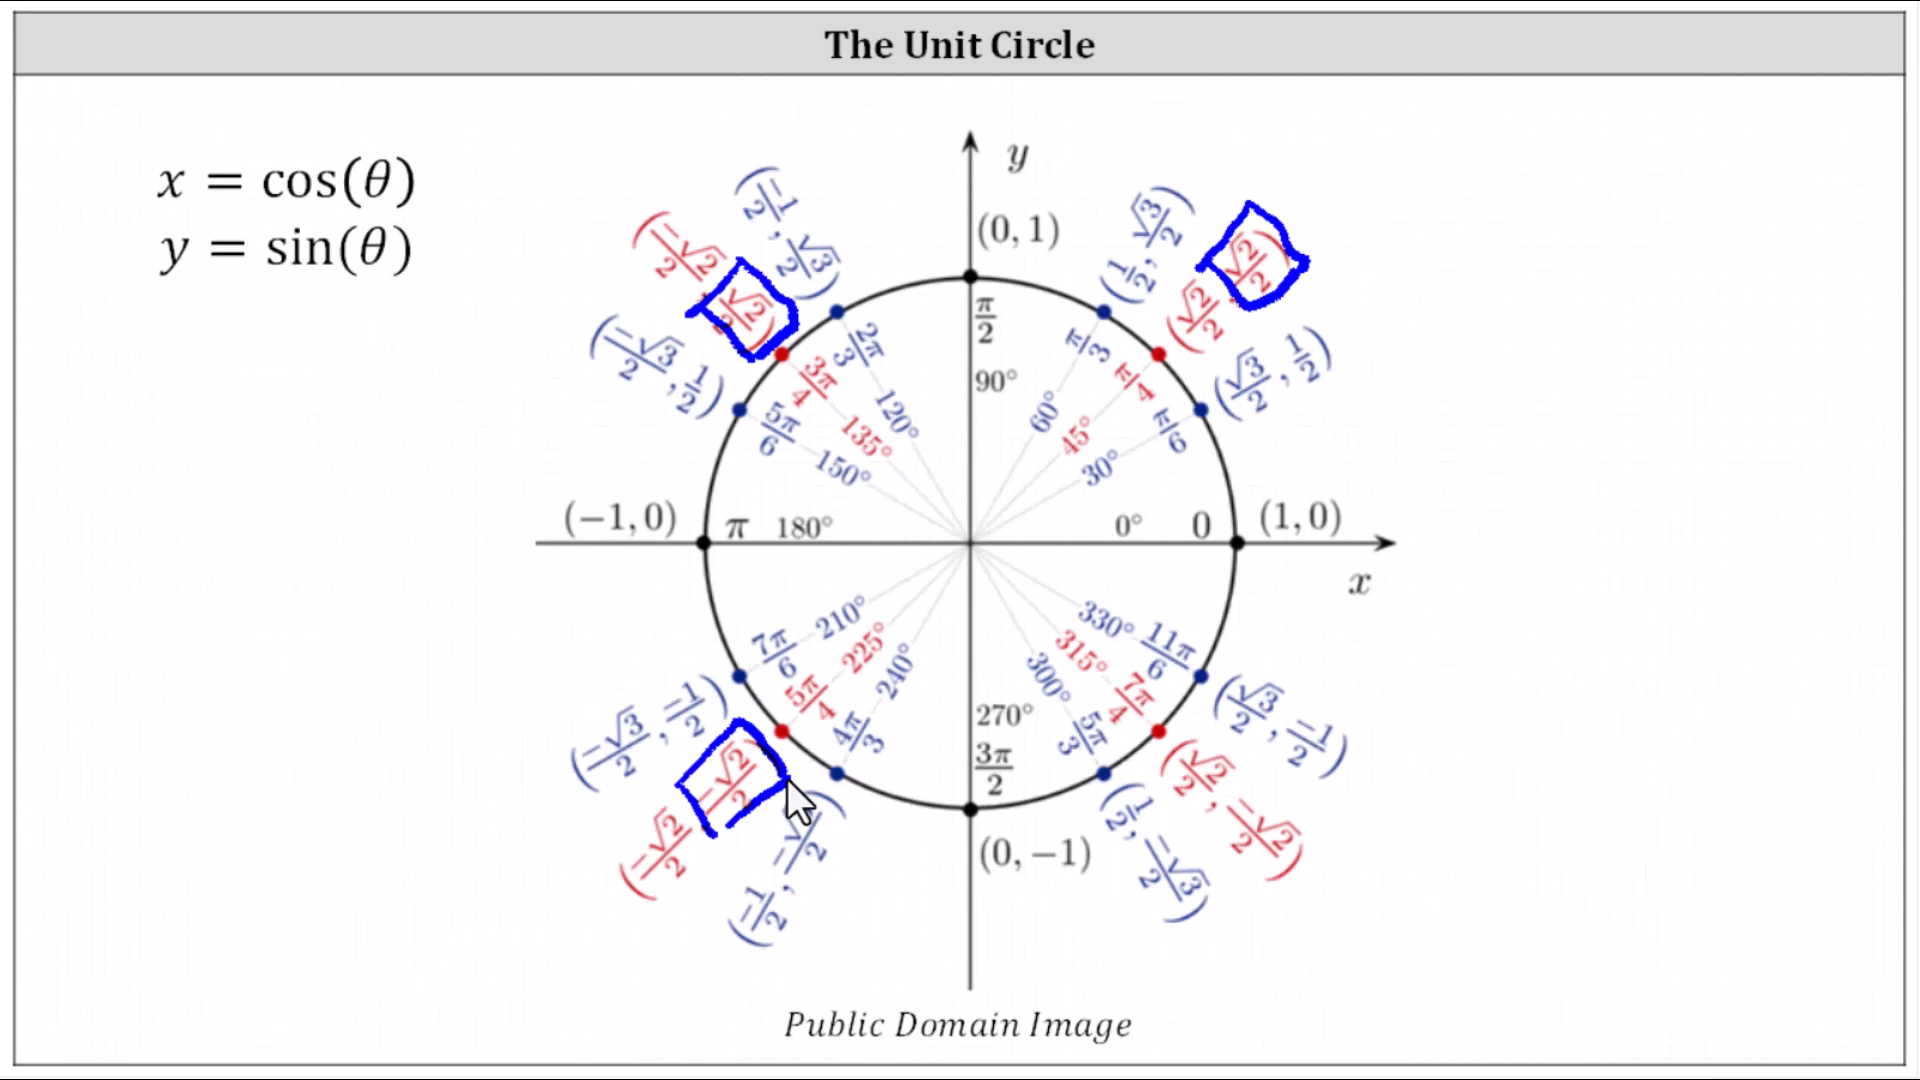 The Unit Circle
x = cos(θ)
y = sin(θ)
y
x
(0, 1)
π/2
90°
(1/2, √3/2)
π/3
60°
(√2/2, √2/2)
π/4
45°
(√3/2, 1/2)
π/6
30°
(1, 0)
0
0°
(-1/2, √3/2)
2π/3
120°
(-√2/2, √2/2)
3π/4
135°
(-√3/2, 1/2)
5π/6
150°
(−1, 0)
π
180°
(-√3/2, -1/2)
7π/6
210°
(-√2/2, -√2/2)
5π/4
225°
(-1/2, -√ /2)
4π/3
240°
270°
3π/2
(0, −1)
(1/2, -√3/2)
5π/3
300°
(√2/2, -√2/2)
7π/4
315°
(√3/2, -1/2)
11π/6
330°
Public Domain Image